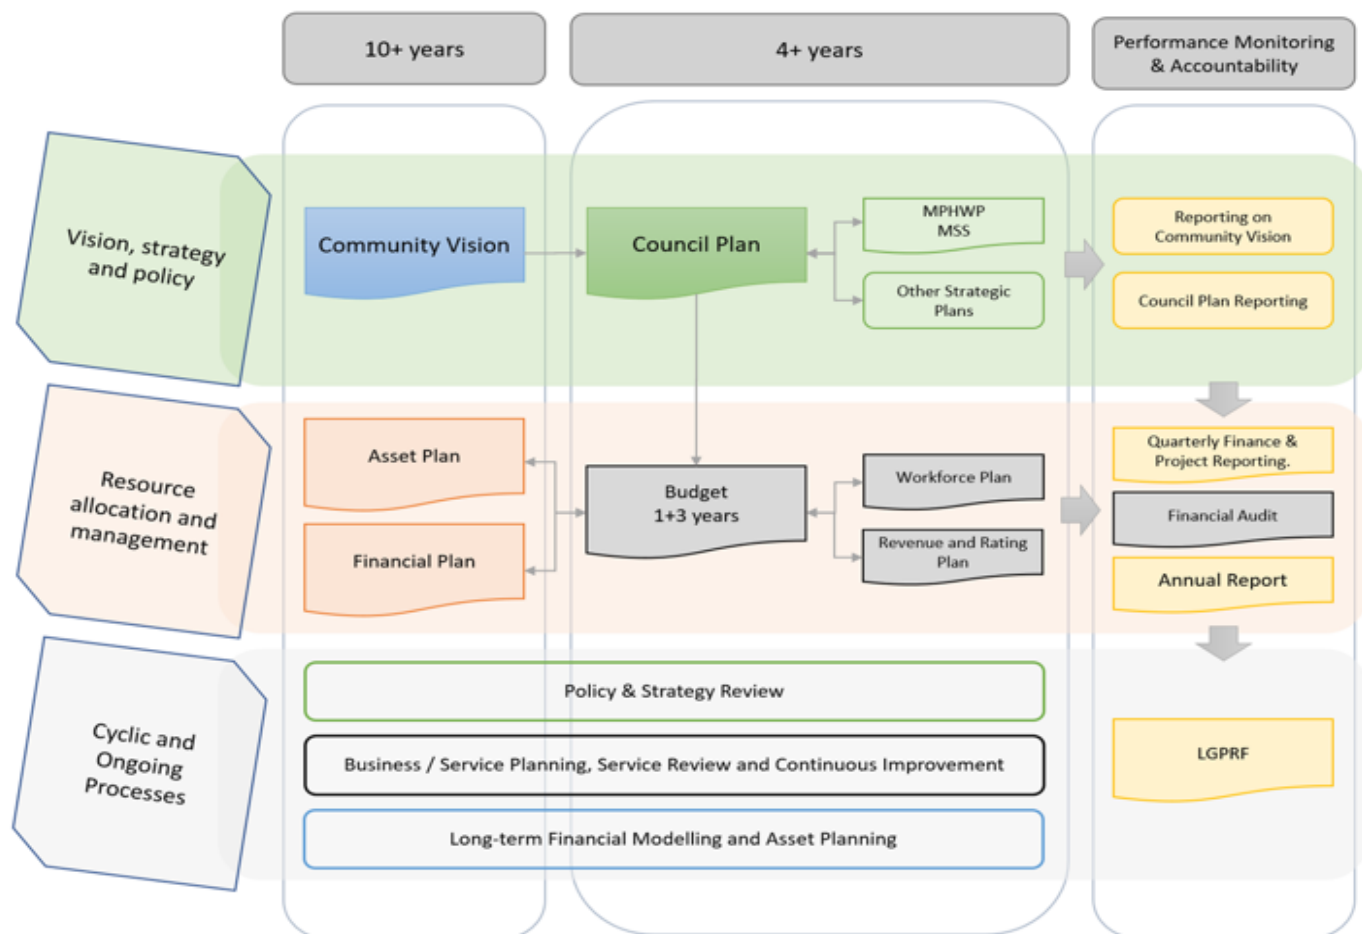 10+ years
4+ years
Performance Monitoring
& Accountability
Vision, strategy
and policy
Community Vision
Council Plan
MPHWP
MSS
Other Strategic
Plans
Reporting on
Community Vision
Council Plan Reporting
Resource
allocation and
management
Asset Plan
Financial Plan
Budget
1+3 years
Workforce Plan
Revenue and Rating
Plan
Quarterly Finance &
Project Reporting.
Financial Audit
Annual Report
Cyclic and
Ongoing
Processes
Policy & Strategy Review
Business / Service Planning, Service Review and Continuous Improvement
Long-term Financial Modelling and Asset Planning
LGPRF